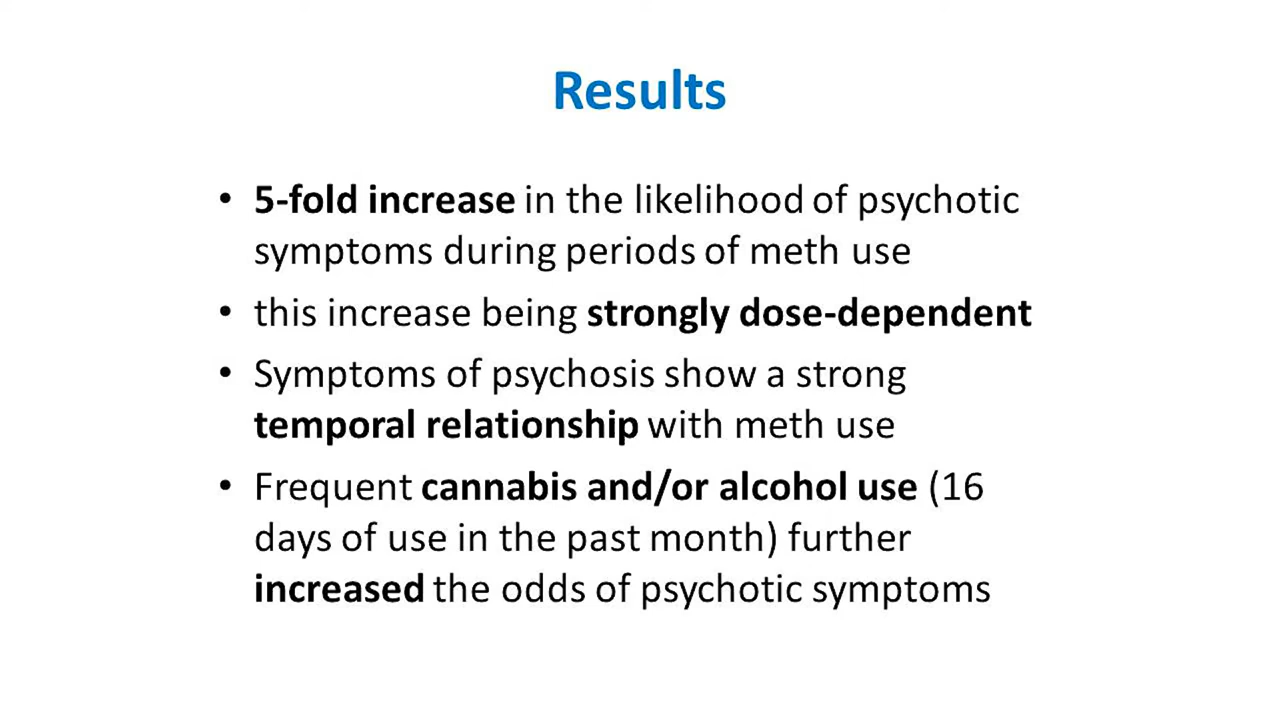 Results
• 5-fold increase in the likelihood of psychotic
symptoms during periods of meth use
• this increase being strongly dose-dependent
• Symptoms of psychosis show a strong
temporal relationship with meth use
• Frequent cannabis and/or alcohol use (16
days of use in the past month) further
increased the odds of psychotic symptoms